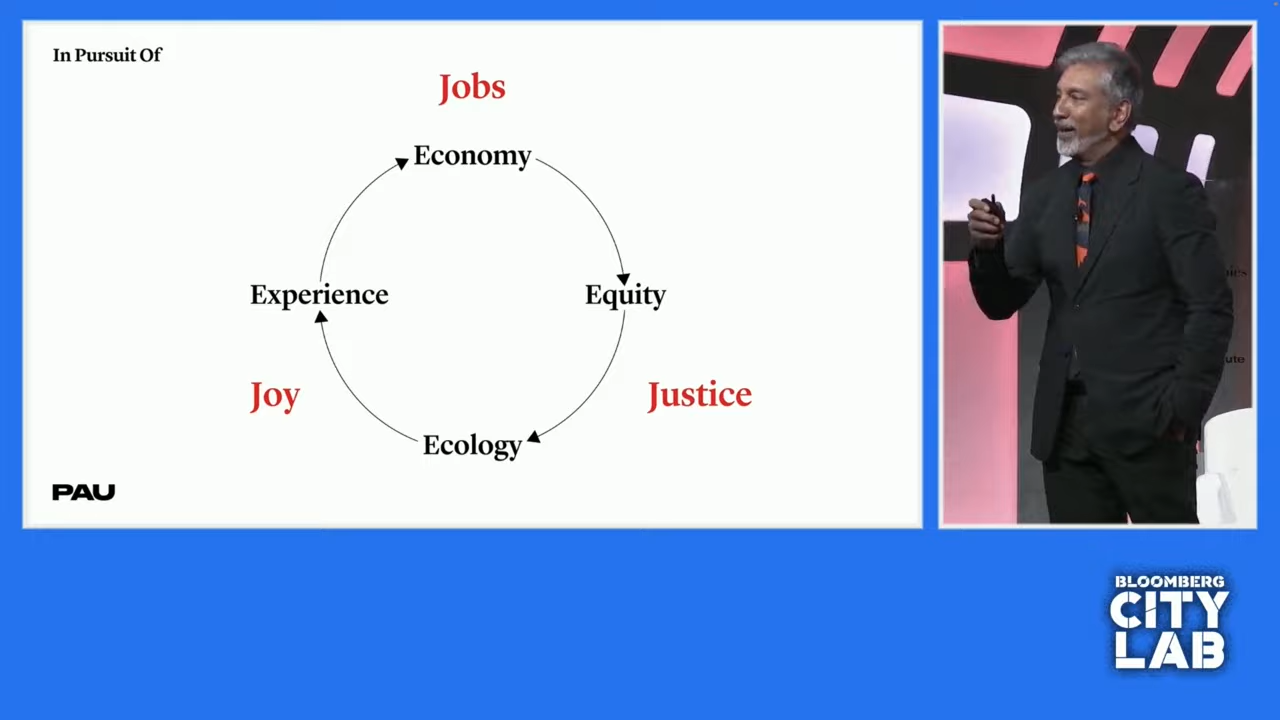 In Pursuit Of
Jobs
Economy
Experience
Equity
Joy
Justice
Ecology
PAU
BLOOMBERG
CITY
LAB